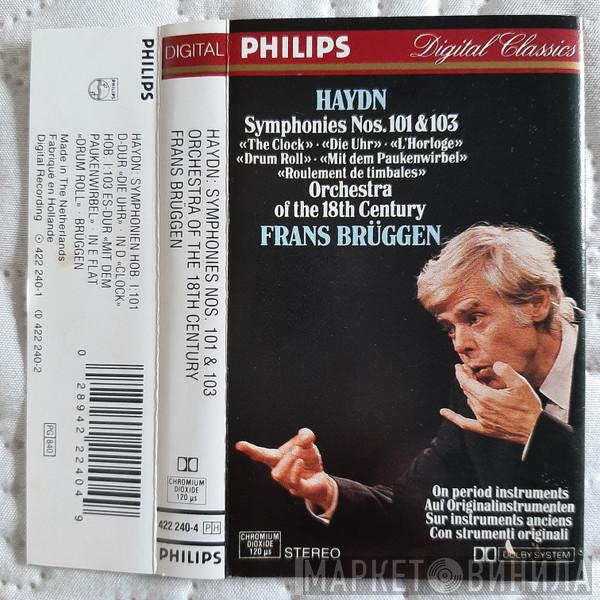 PHILIPS
HAYDN: SYMPHONIEN HOB. I:101
D-DUR «DIE UHR» · IN D «CLOCK»
HOB. I:103 ES-DUR «MIT DEM
PAUKENWIRBEL» · IN E FLAT
«DRUM ROLL» · BRÜGGEN
Made in The Netherlands
Fabriqué en Hollande
Digital Recording
422 240-1
422 240-2
0 28942 22404 9
PG 840
DIGITAL
HAYDN: SYMPHONIES NOS. 101 & 103
ORCHESTRA OF THE 18TH CENTURY
FRANS BRÜGGEN
CHROMIUM
DIOXIDE
120 µs
422 240-4 PH
PHILIPS
PHILIPS Digital Classics
HAYDN
Symphonies Nos. 101 & 103
«The Clock» · «Die Uhr» · «L'Horloge»
«Drum Roll» · «Mit dem Paukenwirbel»
«Roulement de timbales»
Orchestra
of the 18th Century
FRANS BRÜGGEN
On period instruments
Auf Originalinstrumenten
Sur instruments anciens
Con strumenti originali
CHROMIUM
DIOXIDE
120 µs
STEREO
DOLBY SYSTEM
МАРКЕТ ВИНИЛА